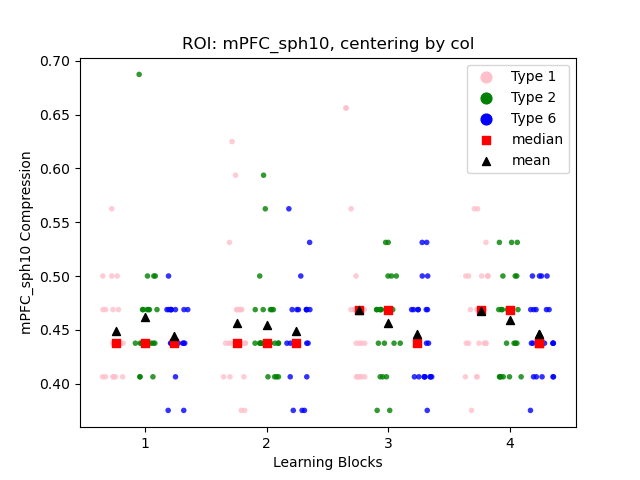 ROI: mPFC_sph10, centering by col
mPFC_sph10 Compression
0.70
0.65
0.60
0.55
0.50
0.45
0.40
Type 1
Type 2
Type 6
median
mean
1 2 3 4
Learning Blocks